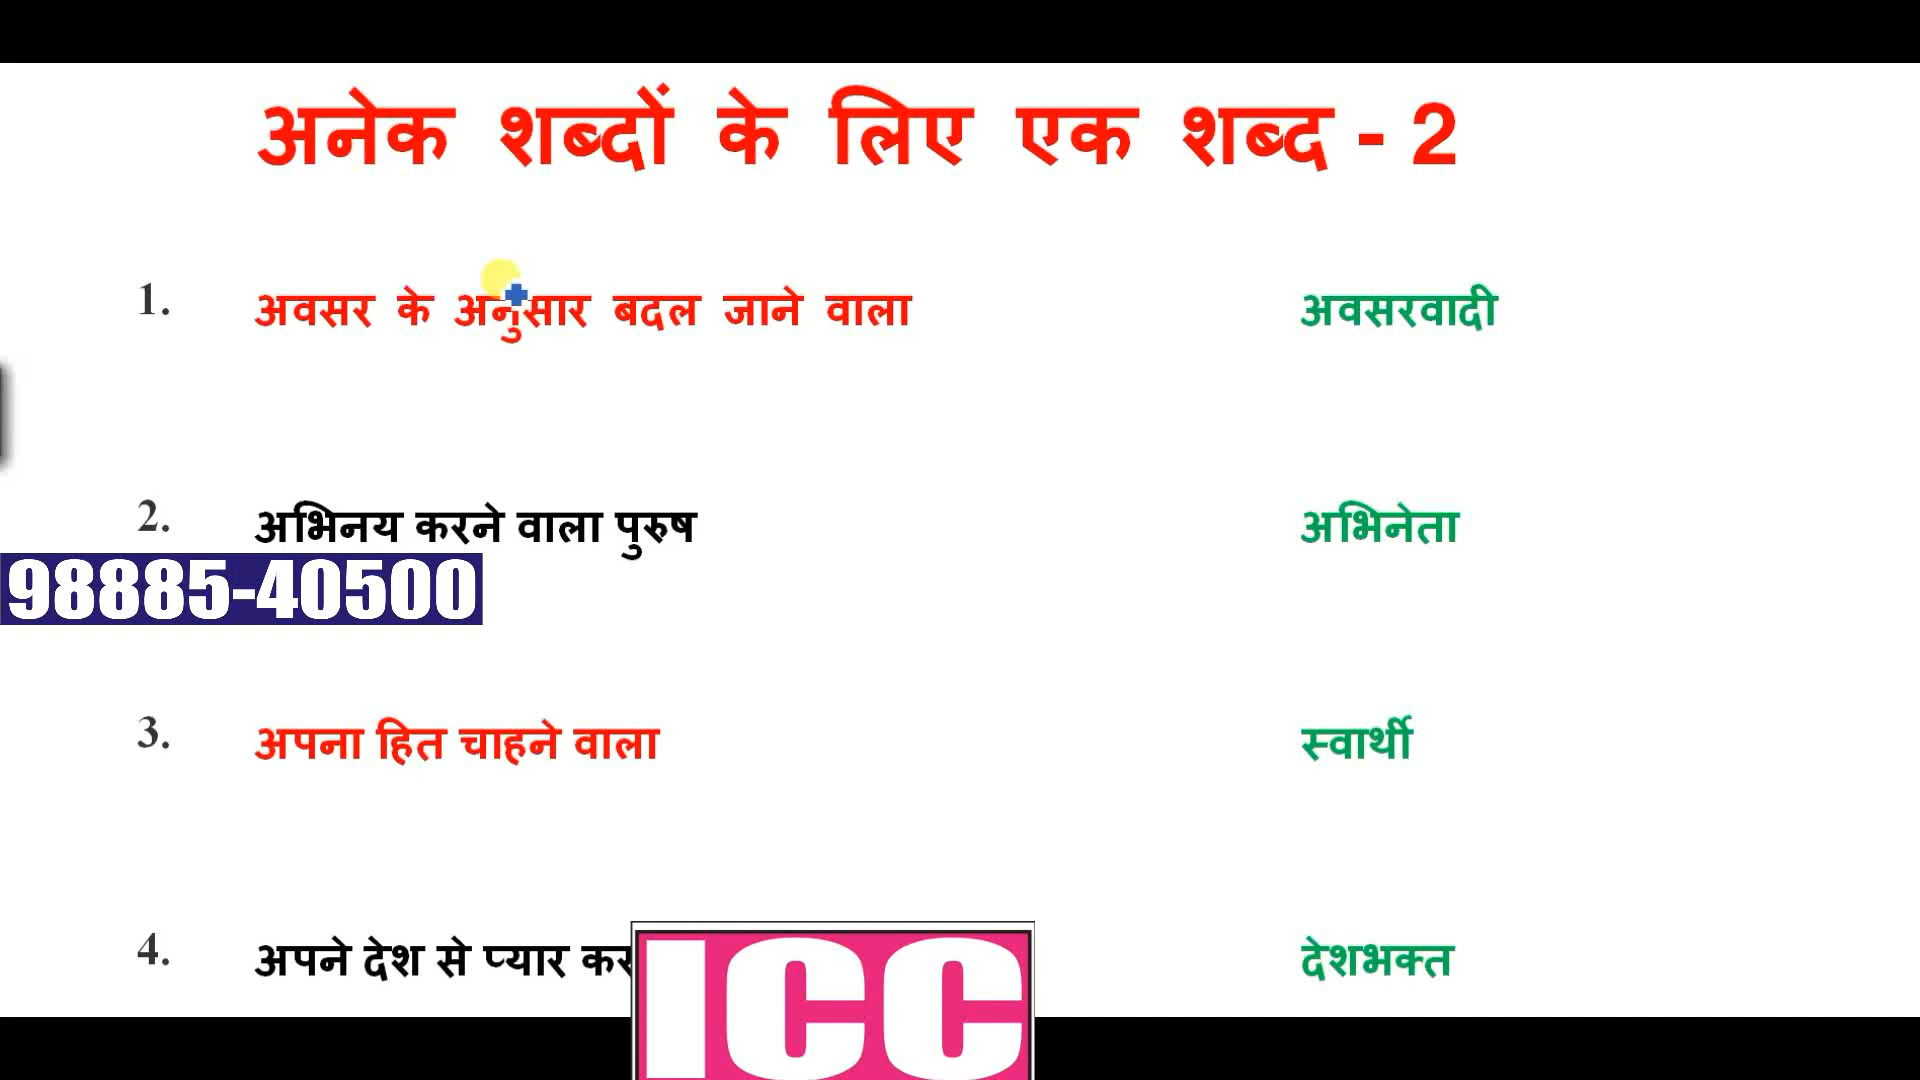 अनेक शब्दों के लिए एक शब्द - 2
1. अवसर के अनुसार बदल जाने वाला अवसरवादी
2. अभिनय करने वाला पुरुष अभिनेता
98885-40500
3. अपना हित चाहने वाला स्वार्थी
4. अपने देश से प्यार देशभक्त
ICC